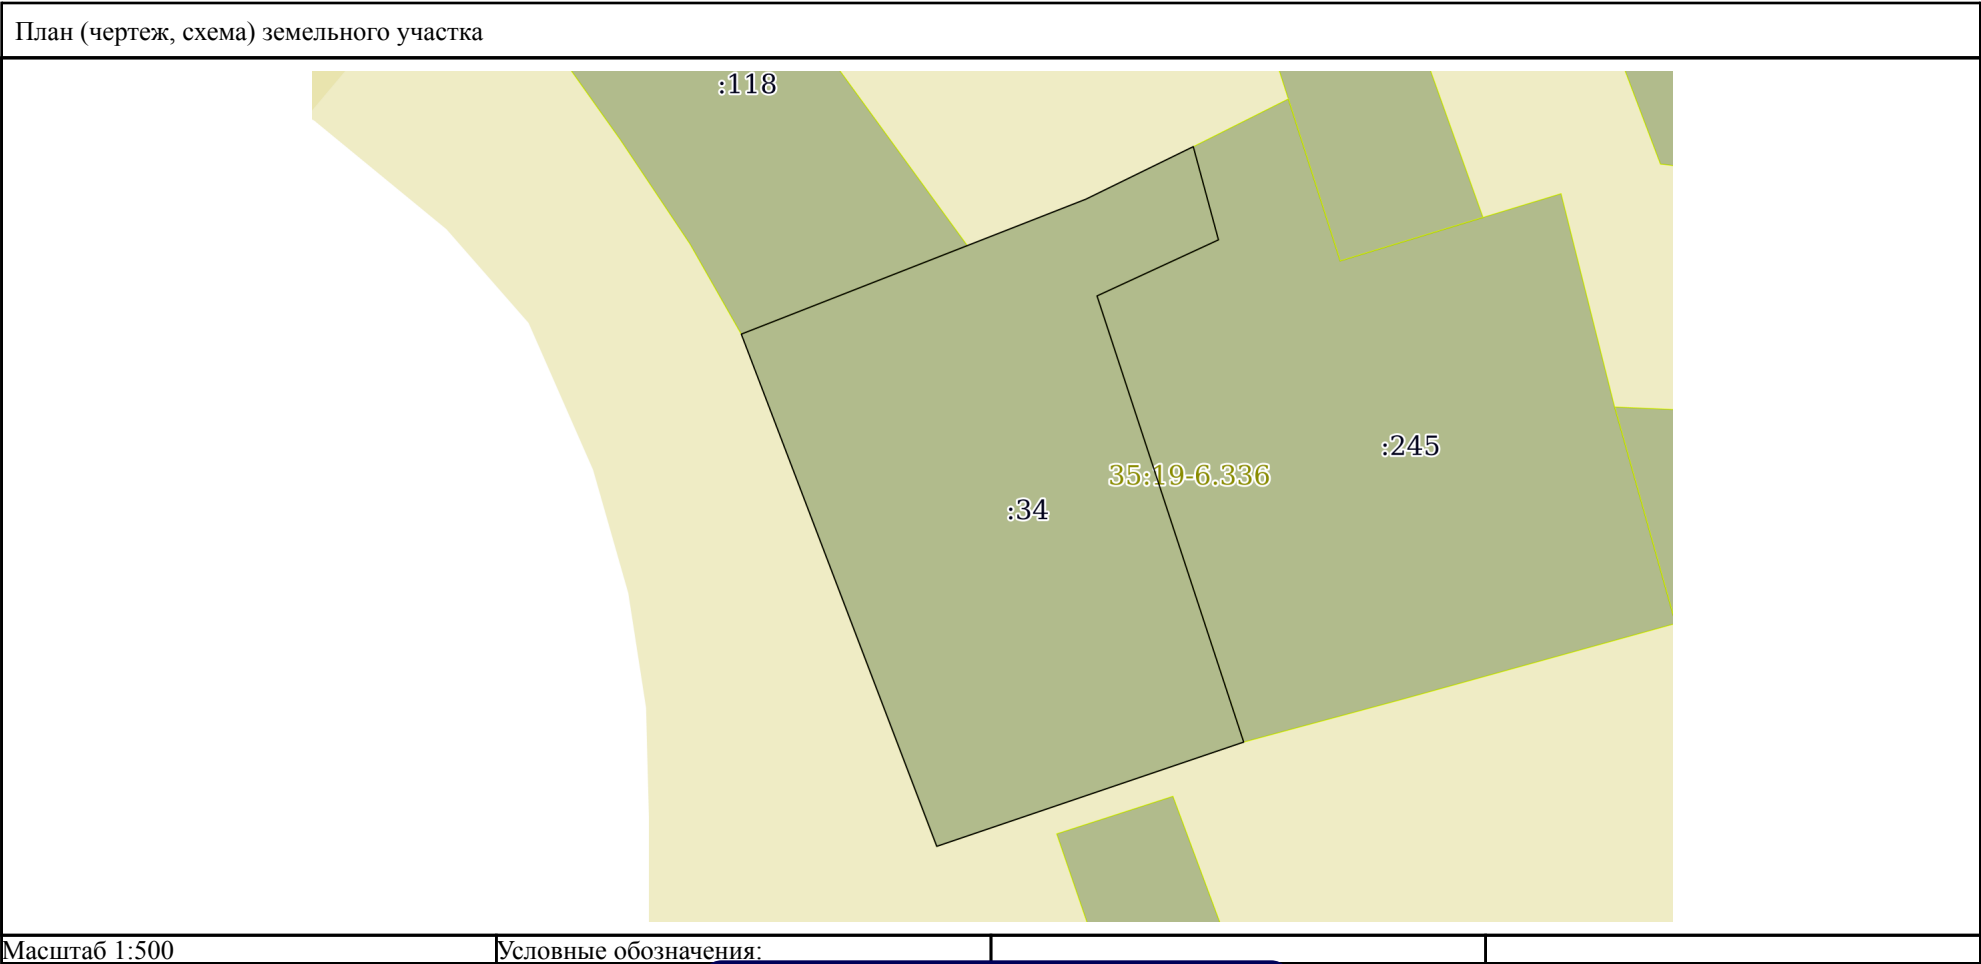 План (чертеж, схема) земельного участка
:118
:245
35:19-6.336
:34
Масштаб 1:500
Условные обозначения: